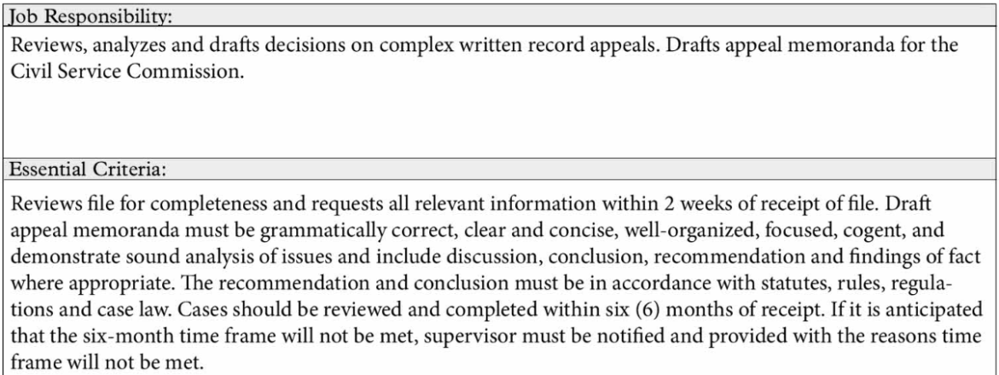 Job Responsibility:
Reviews, analyzes and drafts decisions on complex written record appeals. Drafts appeal memoranda for the
Civil Service Commission.
Essential Criteria:
Reviews file for completeness and requests all relevant information within 2 weeks of receipt of file. Draft
appeal memoranda must be grammatically correct, clear and concise, well-organized, focused, cogent, and
demonstrate sound analysis of issues and include discussion, conclusion, recommendation and findings of fact
where appropriate. The recommendation and conclusion must be in accordance with statutes, rules, regula-
tions and case law. Cases should be reviewed and completed within six (6) months of receipt. If it is anticipated
that the six-month time frame will not be met, supervisor must be notified and provided with the reasons time
frame will not be met.